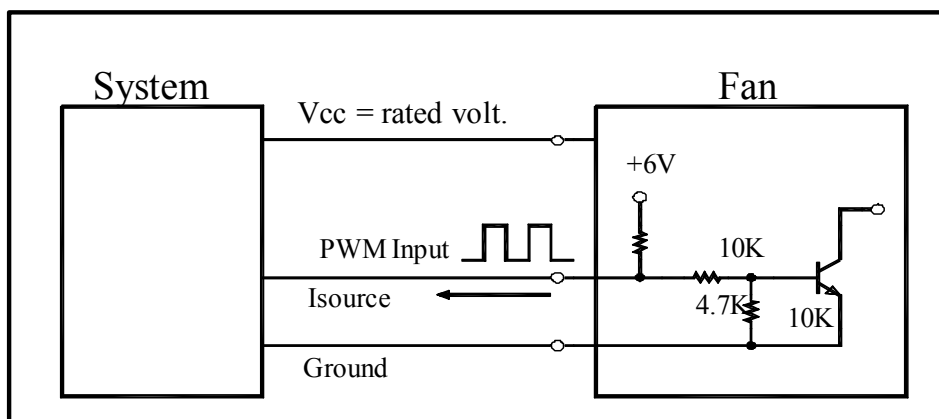 System
Fan
Vcc = rated volt.
+6V
PWM Input
10K
Isource
4.7K
10K
Ground